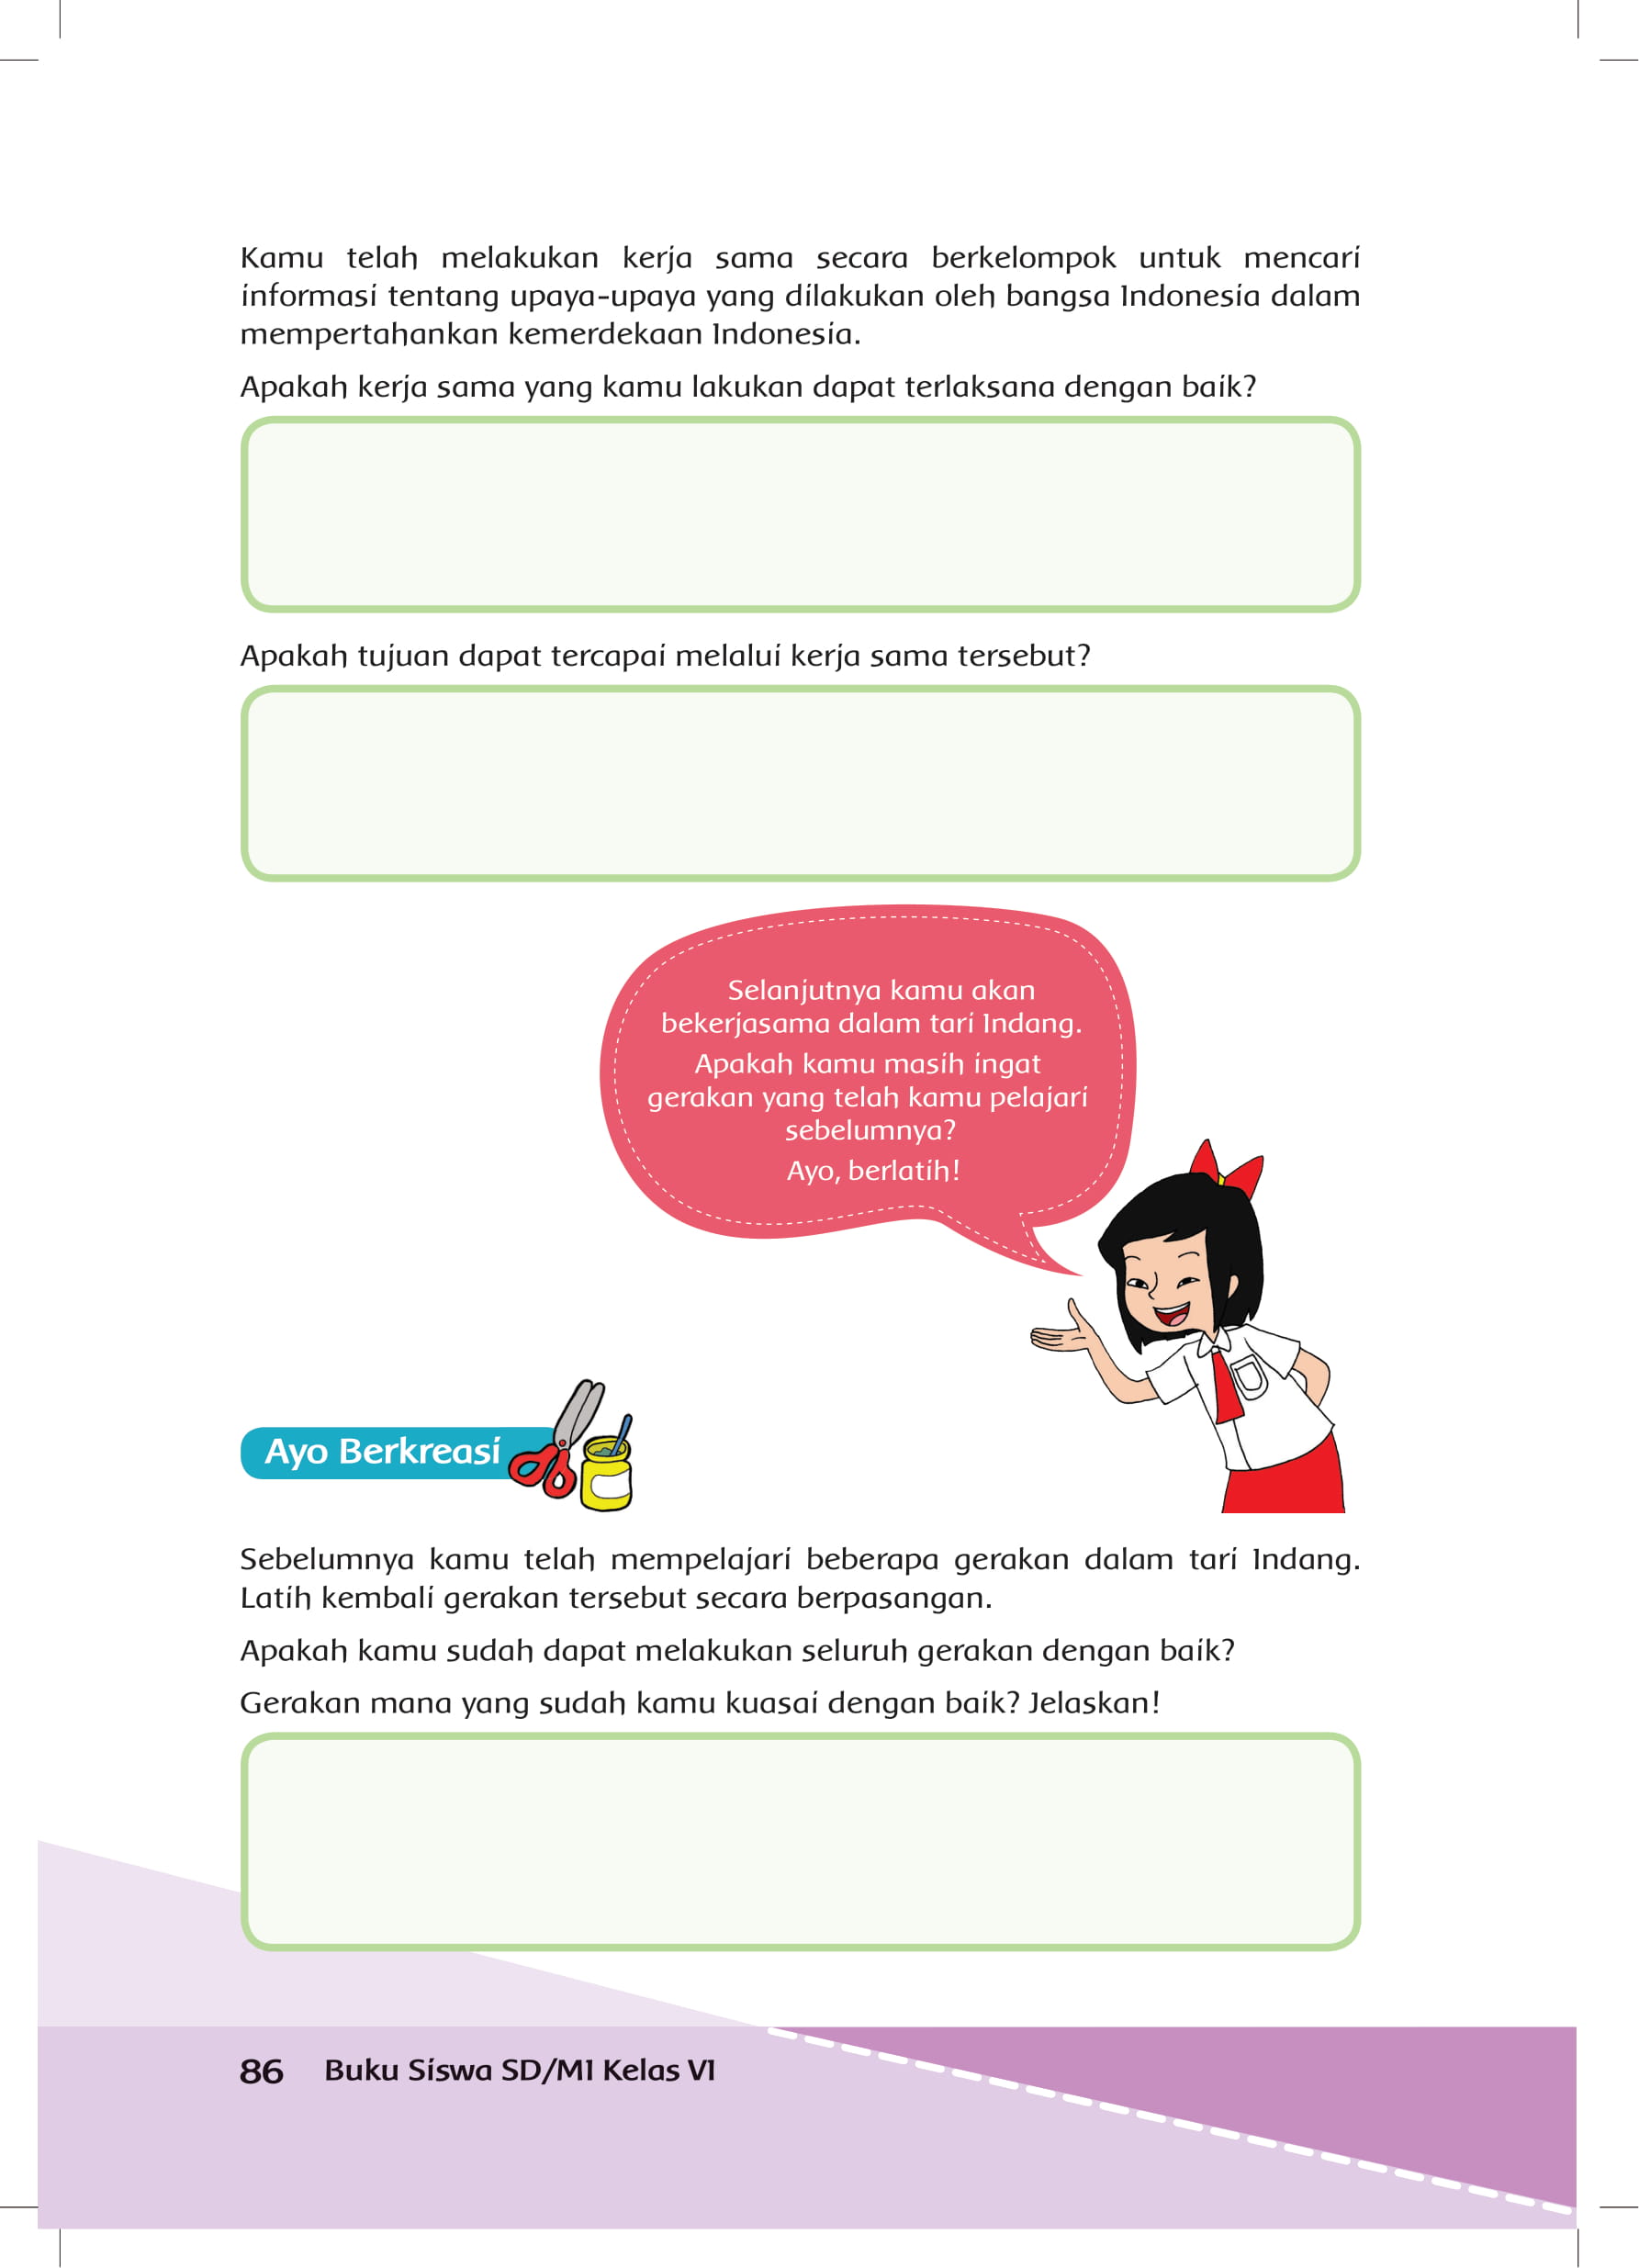 Kamu telah melakukan kerja sama secara berkelompok untuk mencari
informasi tentang upaya-upaya yang dilakukan oleh bangsa Indonesia dalam
mempertahankan kemerdekaan Indonesia.
Apakah kerja sama yang kamu lakukan dapat terlaksana dengan baik?
Apakah tujuan dapat tercapai melalui kerja sama tersebut?
Selanjutnya kamu akan
bekerjasama dalam tari Indang.
Apakah kamu masih ingat
gerakan yang telah kamu pelajari
sebelumnya?
Ayo, berlatih!
Ayo Berkreasi
Sebelumnya kamu telah mempelajari beberapa gerakan dalam tari Indang.
Latih kembali gerakan tersebut secara berpasangan.
Apakah kamu sudah dapat melakukan seluruh gerakan dengan baik?
Gerakan mana yang sudah kamu kuasai dengan baik? Jelaskan!
86 Buku Siswa SD/MI Kelas VI